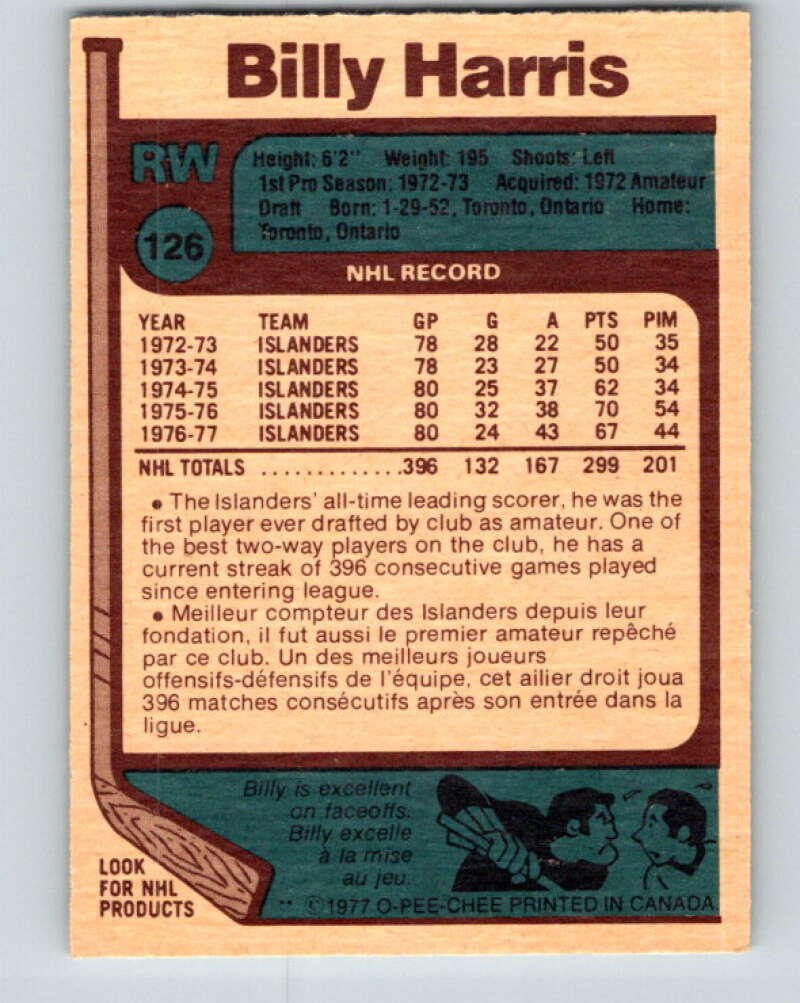 Billy Harris
RW
Height: 6'2" Weight: 195 Shoots: Left
1st Pro Season: 1972-73 Acquired: 1972 Amateur
Draft Born: 1-29-52, Toronto, Ontario Home:
Toronto, Ontario
126
NHL RECORD
YEAR TEAM GP G A PTS PIM
1972-73 ISLANDERS 78 28 22 50 35
1973-74 ISLANDERS 78 23 27 50 34
1974-75 ISLANDERS 80 25 37 62 34
1975-76 ISLANDERS 80 32 38 70 54
1976-77 ISLANDERS 80 24 43 67 44
NHL TOTALS .............396 132 167 299 201
• The Islanders' all-time leading scorer, he was the
first player ever drafted by club as amateur. One of
the best two-way players on the club, he has a
current streak of 396 consecutive games played
since entering league.
• Meilleur compteur des Islanders depuis leur
fondation, il fut aussi le premier amateur repêché
par ce club. Un des meilleurs joueurs
offensifs-défensifs de l'équipe, cet ailier droit joua
396 matches consécutifs après son entrée dans la
ligue.
Billy is excellent
on faceoffs.
Billy excelle
à la mise
au jeu.
LOOK
FOR NHL
PRODUCTS
** ©1977 O-PEE-CHEE PRINTED IN CANADA.